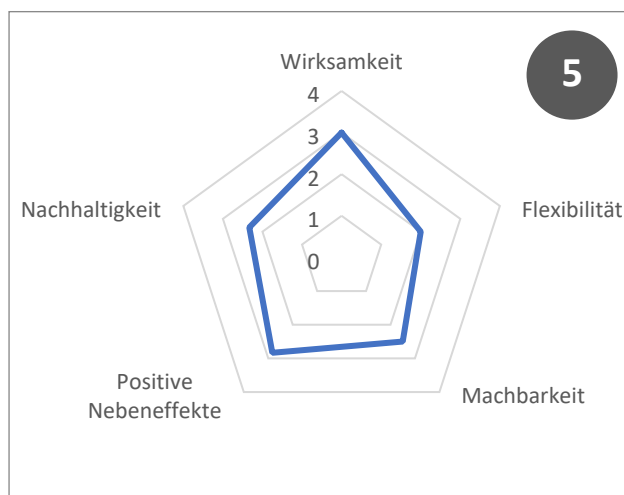 Wirksamkeit
5
4
3
2
1
0
Nachhaltigkeit
Flexibilität
Positive
Nebeneffekte
Machbarkeit